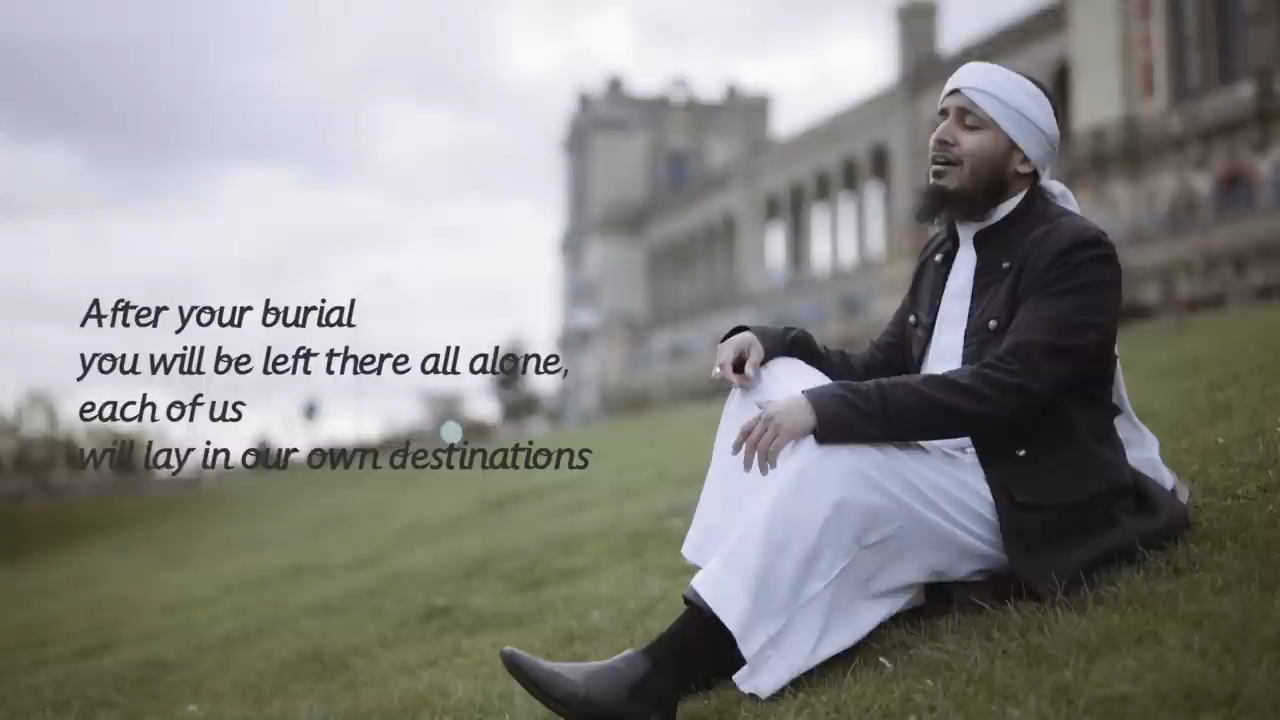 After your burial
you will be left there all alone,
each of us
will lay in our own destinations